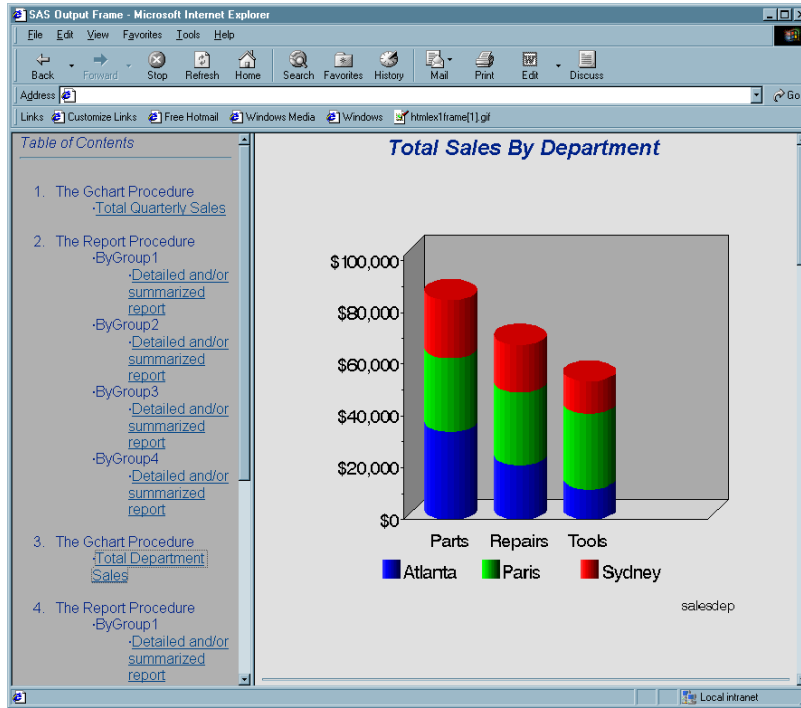 SAS Output Frame - Microsoft Internet Explorer
File Edit View Favorites Tools Help
Back Forward Stop Refresh Home Search Favorites History Mail Print Edit Discuss
Address Go
Links Customize Links Free Hotmail Windows Media Windows htmlex1frame[1].gif
Table of Contents
1. The Gchart Procedure
·Total Quarterly Sales
2. The Report Procedure
·ByGroup1
·Detailed and/or
summarized
report
·ByGroup2
·Detailed and/or
summarized
report
·ByGroup3
·Detailed and/or
summarized
report
·ByGroup4
·Detailed and/or
summarized
report
3. The Gchart Procedure
·Total Department
Sales
4. The Report Procedure
·ByGroup1
·Detailed and/or
summarized
report
Total Sales By Department
$100,000
$80,000
$60,000
$40,000
$20,000
$0
Parts Repairs Tools
Atlanta Paris Sydney
salesdep
Local intranet